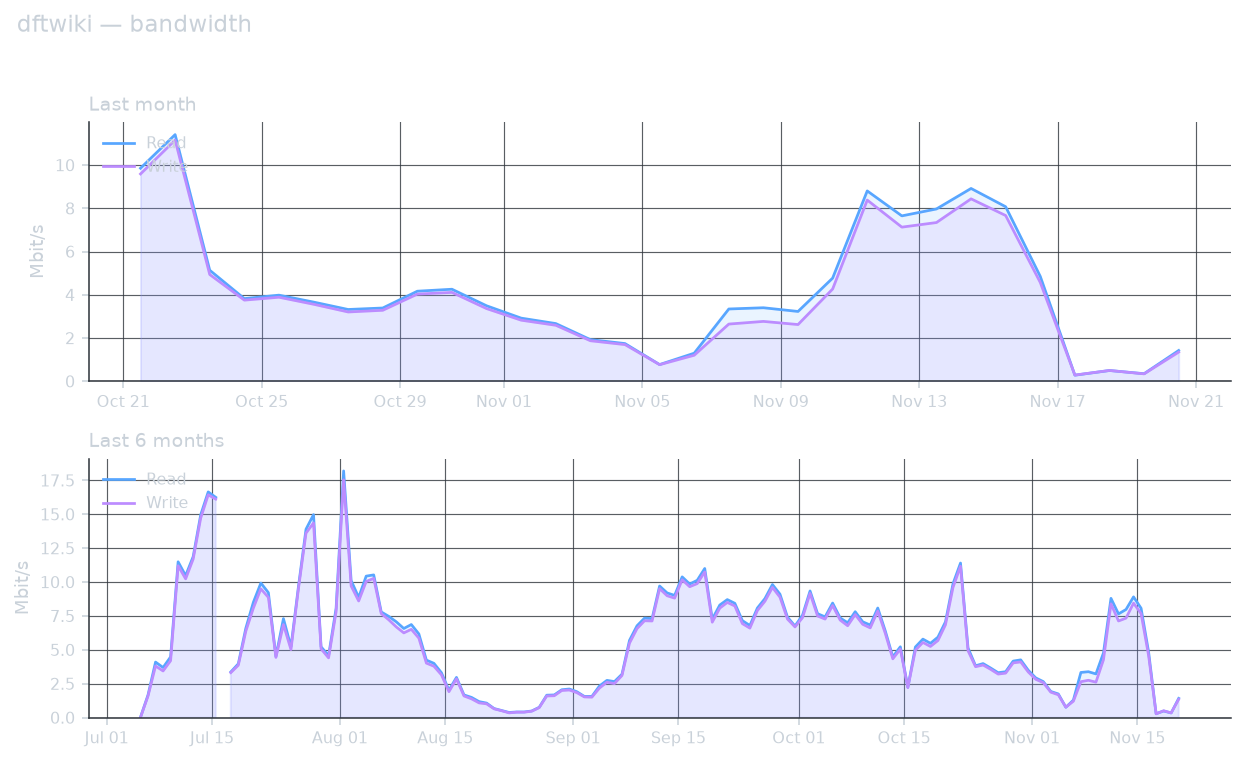 dftwiki — bandwidth
Last month
Read
Write
10
8
6
4
2
0
Mbit/s
Oct 21 Oct 25 Oct 29 Nov 01 Nov 05 Nov 09 Nov 13 Nov 17 Nov 21
Last 6 months
Read
Write
17.5
15.0
12.5
10.0
7.5
5.0
2.5
0.0
Mbit/s
Jul 01 Jul 15 Aug 01 Aug 15 Sep 01 Sep 15 Oct 01 Oct 15 Nov 01 Nov 15